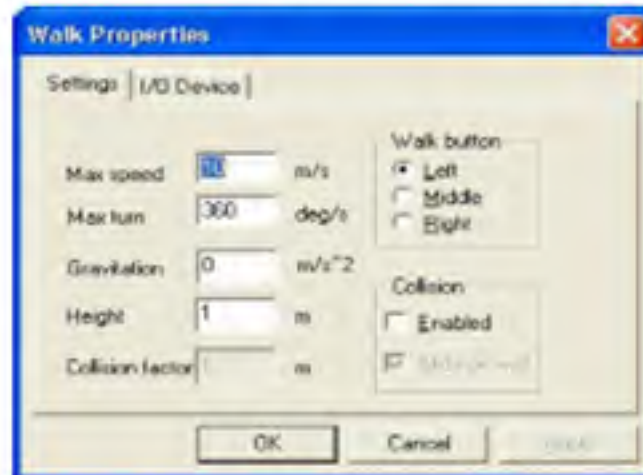 Walk Properties
Settings
I/O Device
Max speed 10 m/s
Max turn 360 deg/s
Gravitation 0 m/s^2
Height 1 m
Collision factor m
Walk button
Left
Middle
Right
Collision
Enabled
OK
Cancel